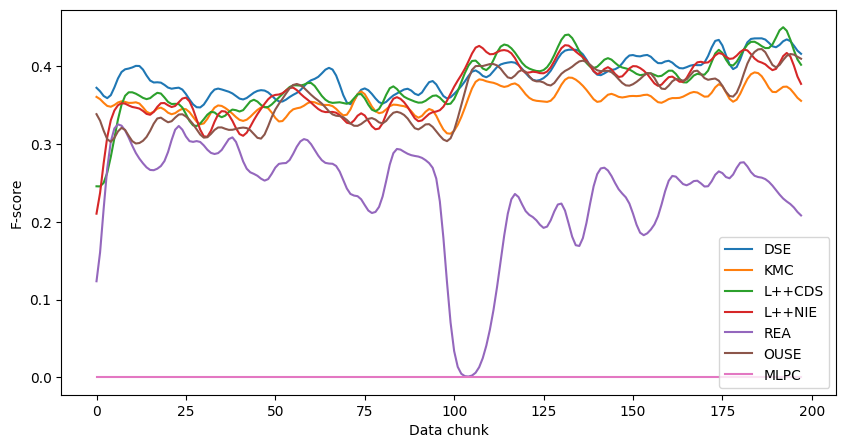 0.4
0.3
0.2
0.1
0.0
F-score
0 25 50 75 100 125 150 175 200
Data chunk
DSE
KMC
L++CDS
L++NIE
REA
OUSE
MLPC